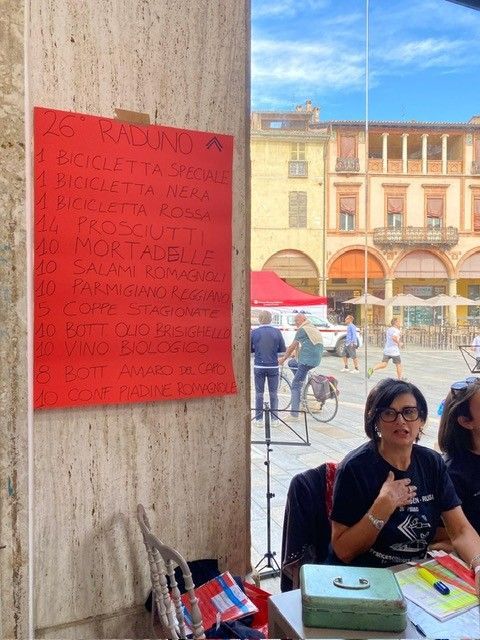 26° RADUNO
1 BICICLETTA SPECIALE
1 BICICLETTA NERA
1 BICICLETTA ROSSA
14 PROSCIUTTI
10 MORTADELLE
10 SALAMI ROMAGNOLI
10 PARMIGIANO REGGIANO
5 COPPE STAGIONATE
10 BOTT OLIO BRISIGHELLO
10 VINO BIOLOGICO
8 BOTT AMARO DEL CAPO
10 CONF PIADINE ROMAGNOLE